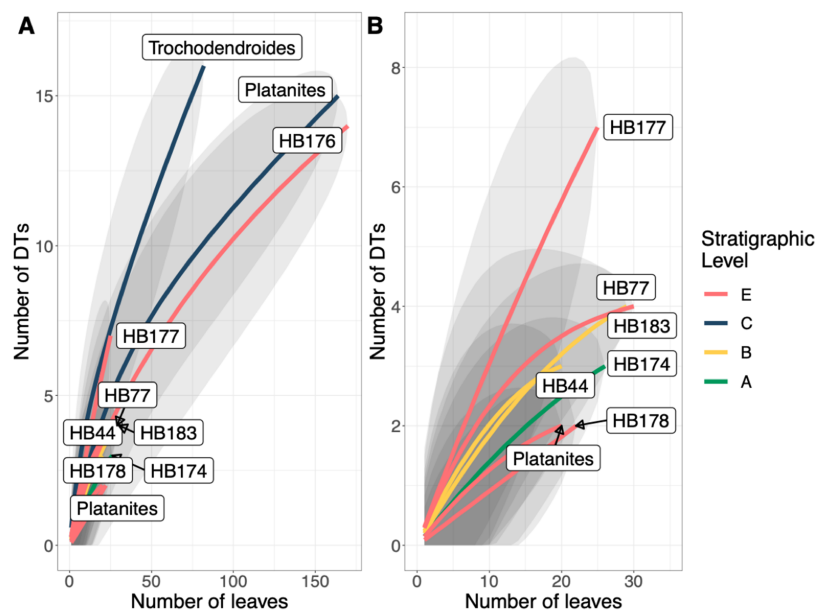 A
B
Trochodendroides
Platanites
HB176
HB177
HB77
HB44
HB183
HB178
HB174
Platanites
15
10
5
0
0
50
100
150
Number of DTs
Number of leaves
HB177
HB77
HB183
HB174
HB44
HB178
Platanites
8
6
4
2
0
0
10
20
30
Number of DTs
Number of leaves
Stratigraphic
Level
E
C
B
A